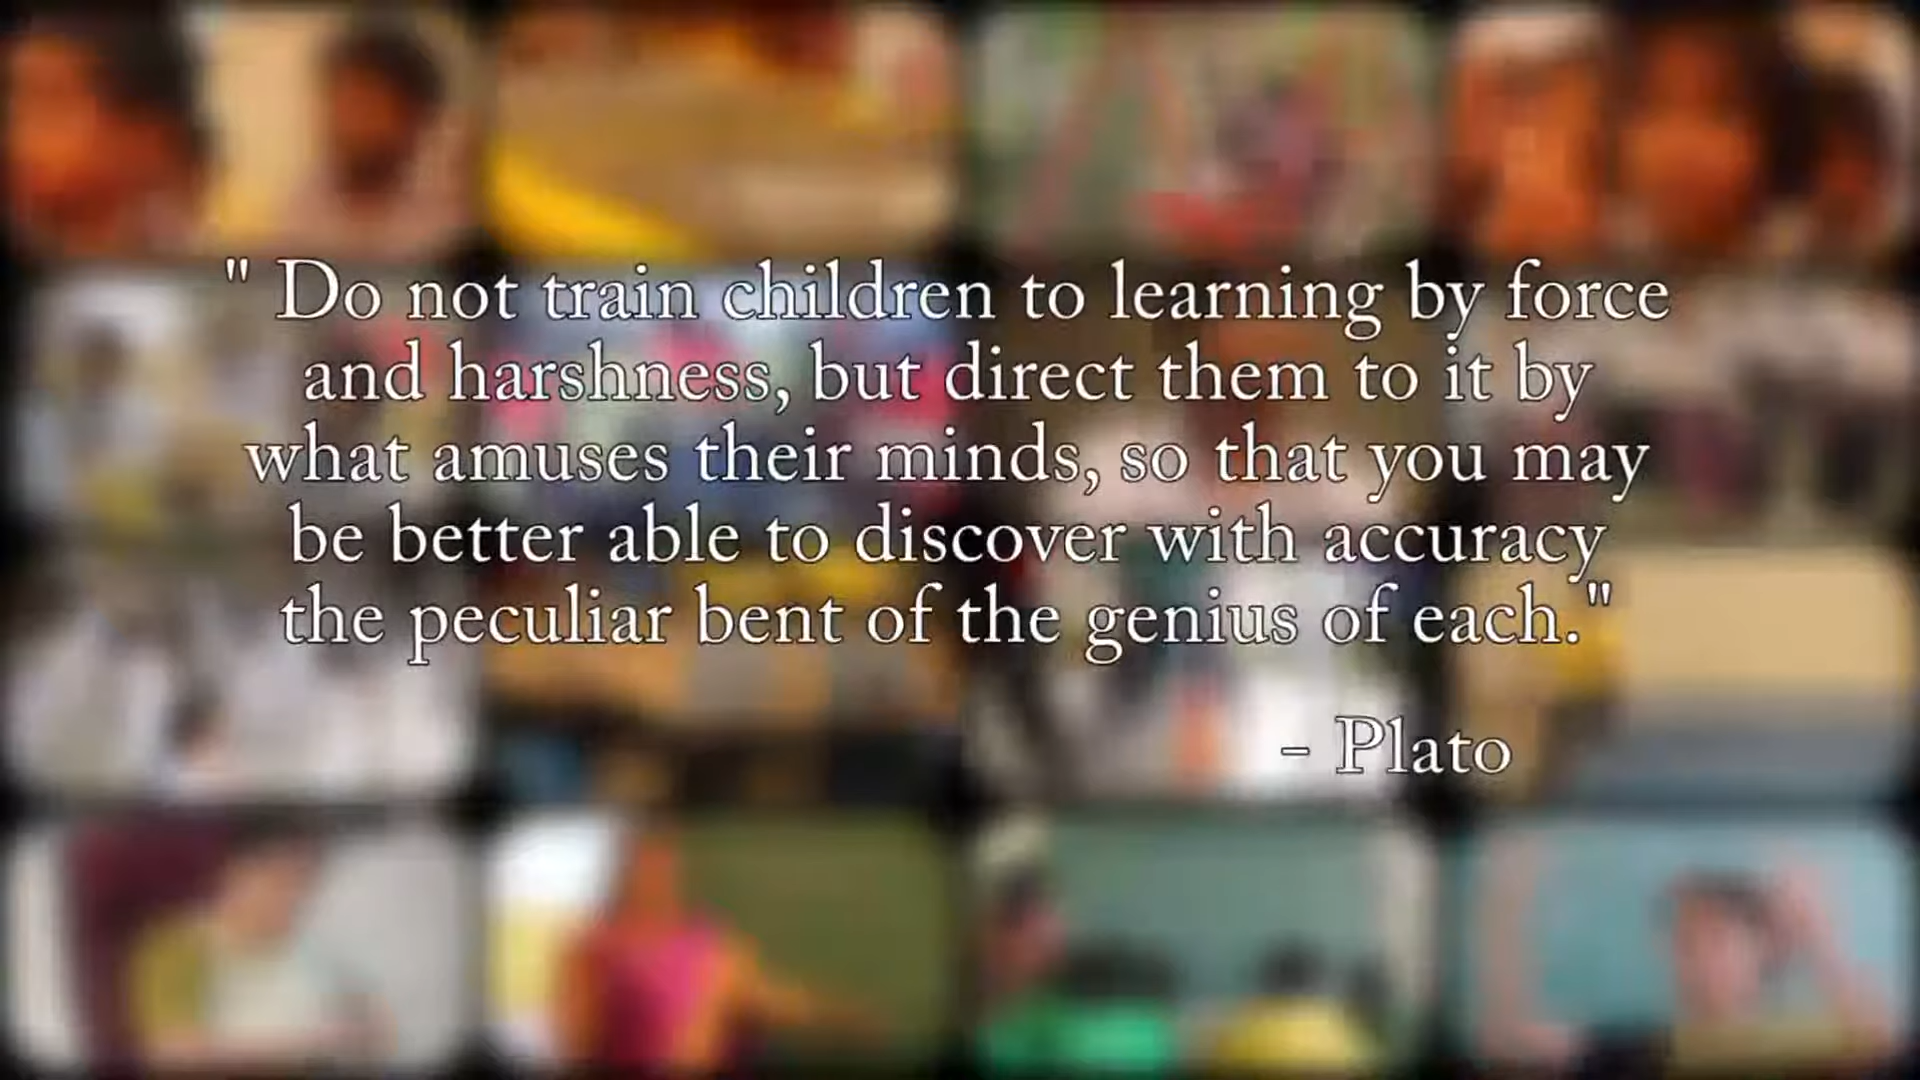 " Do not train children to learning by force
and harshness, but direct them to it by
what amuses their minds, so that you may
be better able to discover with accuracy
the peculiar bent of the genius of each."
- Plato